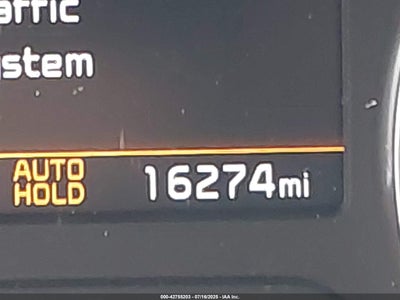 affic
stem
AUTO
HOLD
16274mi
000-42758203 - 07/16/2025 - IAA Inc.